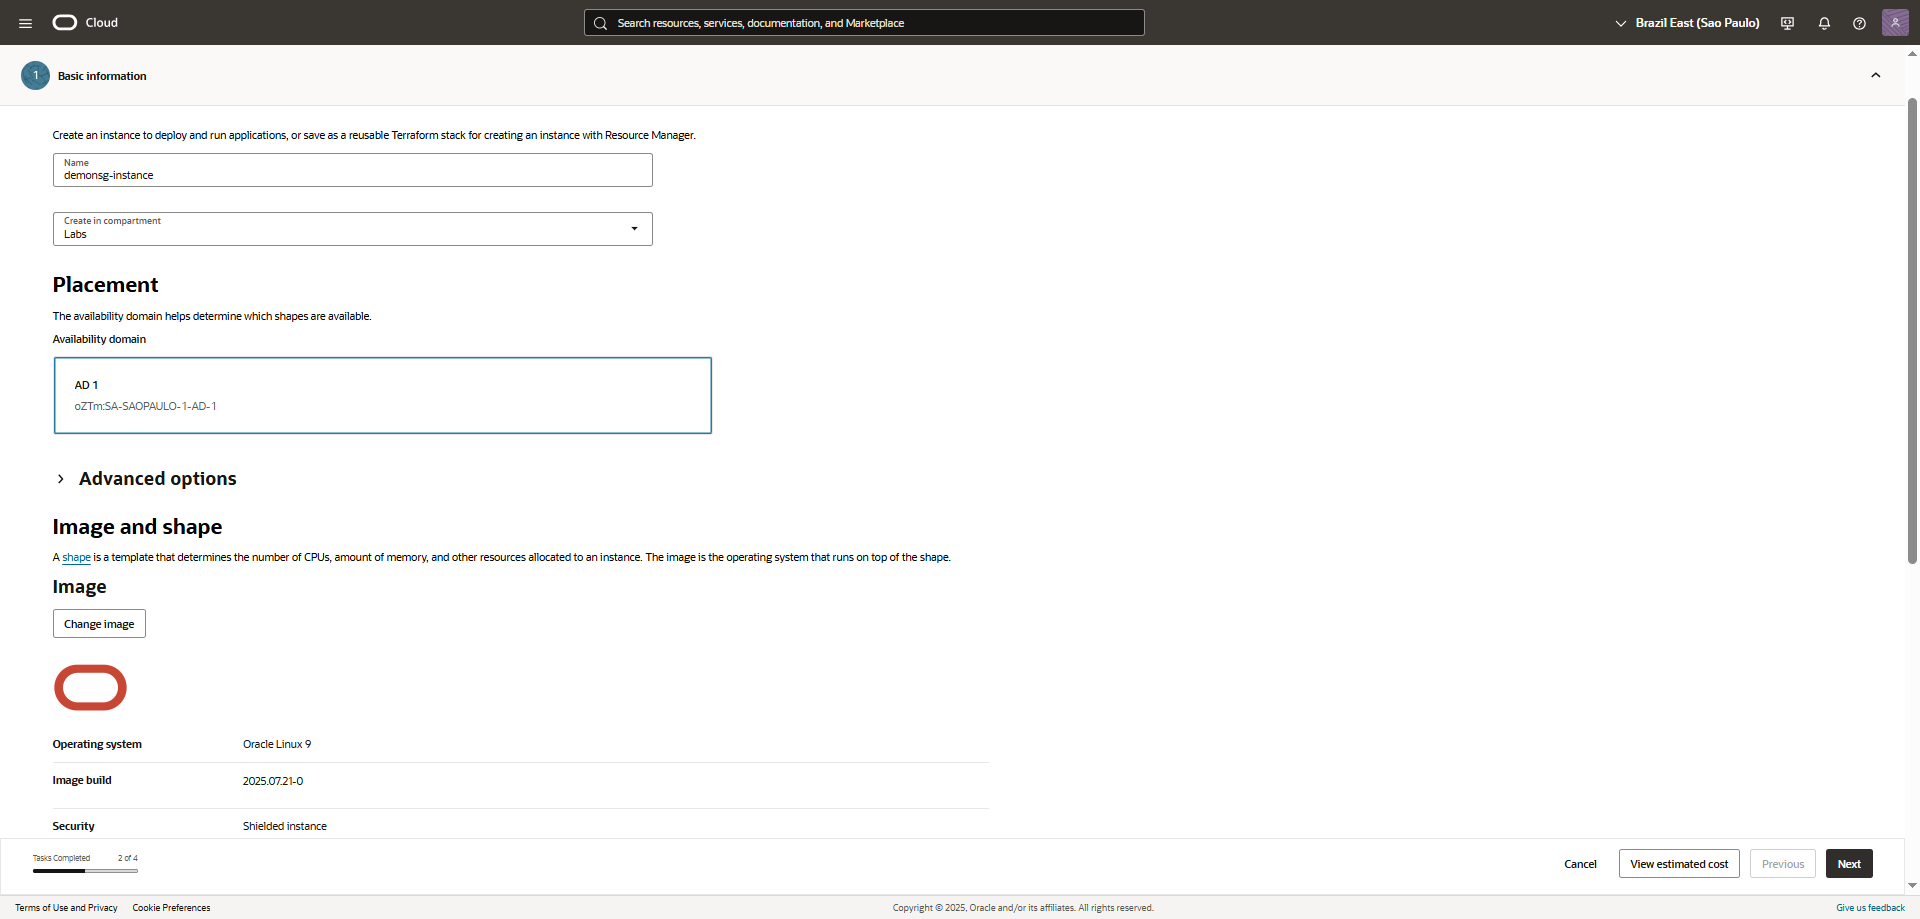 Cloud
Search resources, services, documentation, and Marketplace
Brazil East (Sao Paulo)
1 Basic information
Create an instance to deploy and run applications, or save as a reusable Terraform stack for creating an instance with Resource Manager.
Name
demonsg-instance
Create in compartment
Labs
Placement
The availability domain helps determine which shapes are available.
Availability domain
AD 1
oZTm:SA-SAOPAULO-1-AD-1
Advanced options
Image and shape
A shape is a template that determines the number of CPUs, amount of memory, and other resources allocated to an instance. The image is the operating system that runs on top of the shape.
Image
Change image
Operating system Oracle Linux 9
Image build 2025.07.21-0
Security Shielded instance
Tasks Completed 2 of 4
Cancel View estimated cost Previous Next
Terms of Use and Privacy Cookie Preferences Copyright © 2025, Oracle and/or its affiliates. All rights reserved. Give us feedback